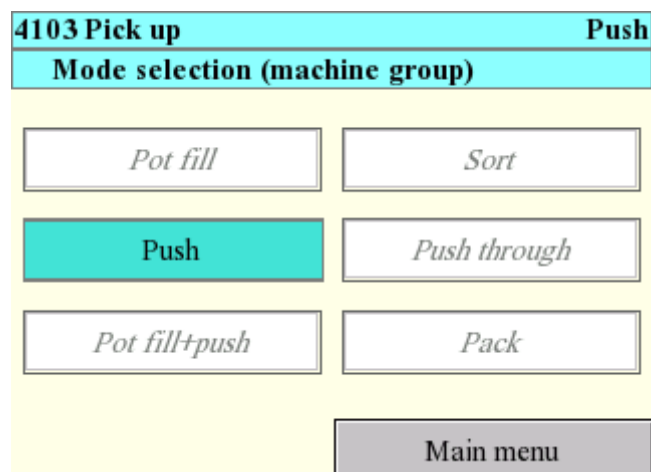 4103 Pick up Push
Mode selection (machine group)
Pot fill Sort
Push Push through
Pot fill+push Pack
Main menu